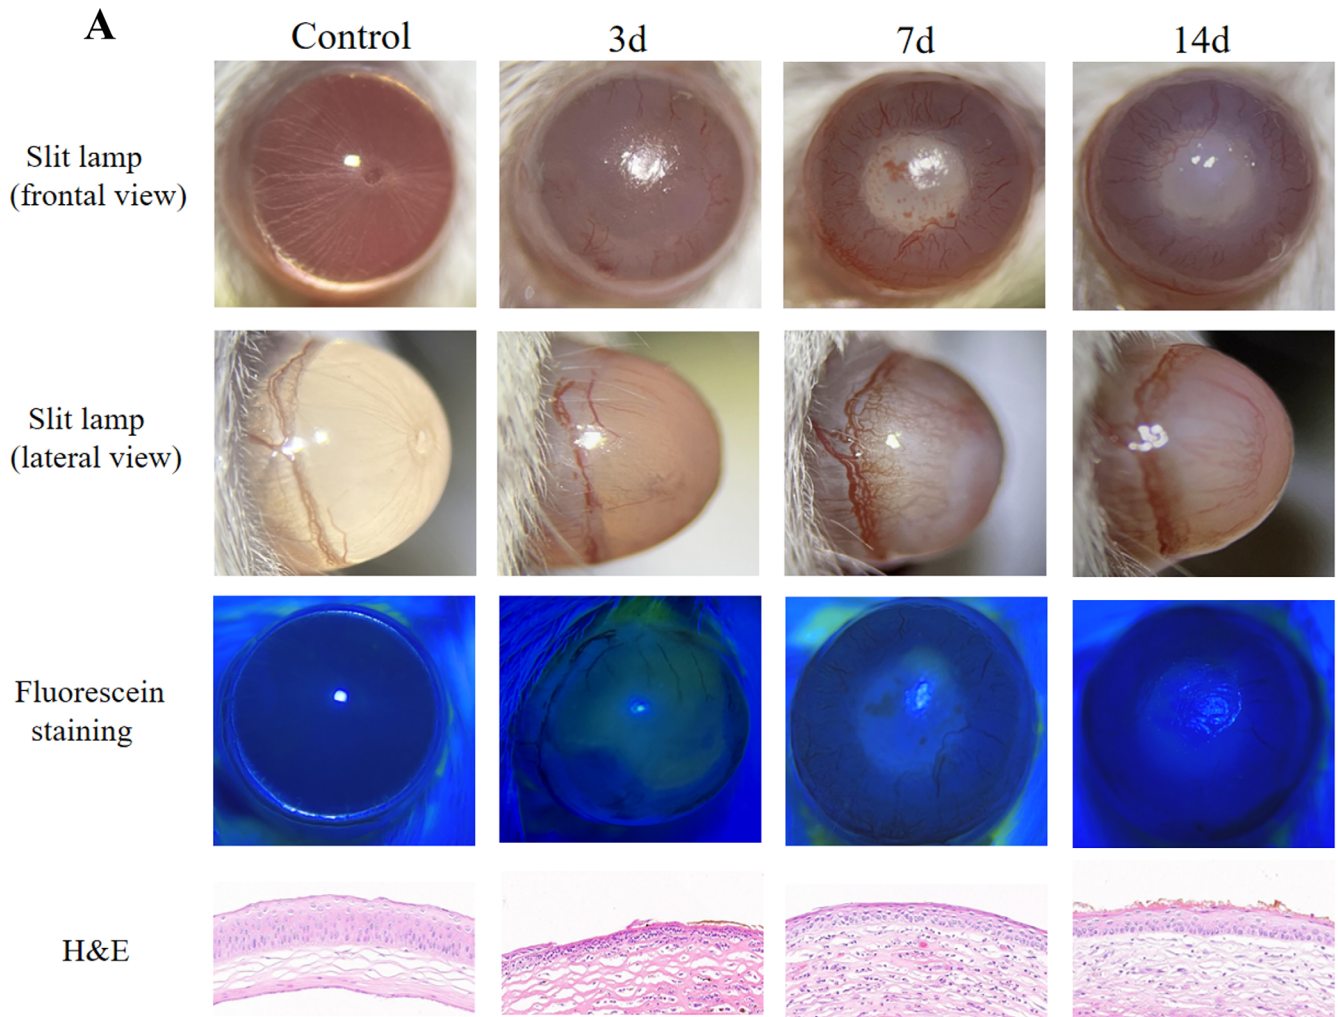 A
Control
3d
7d
14d
Slit lamp
(frontal view)
Slit lamp
(lateral view)
Fluorescein
staining
H&E